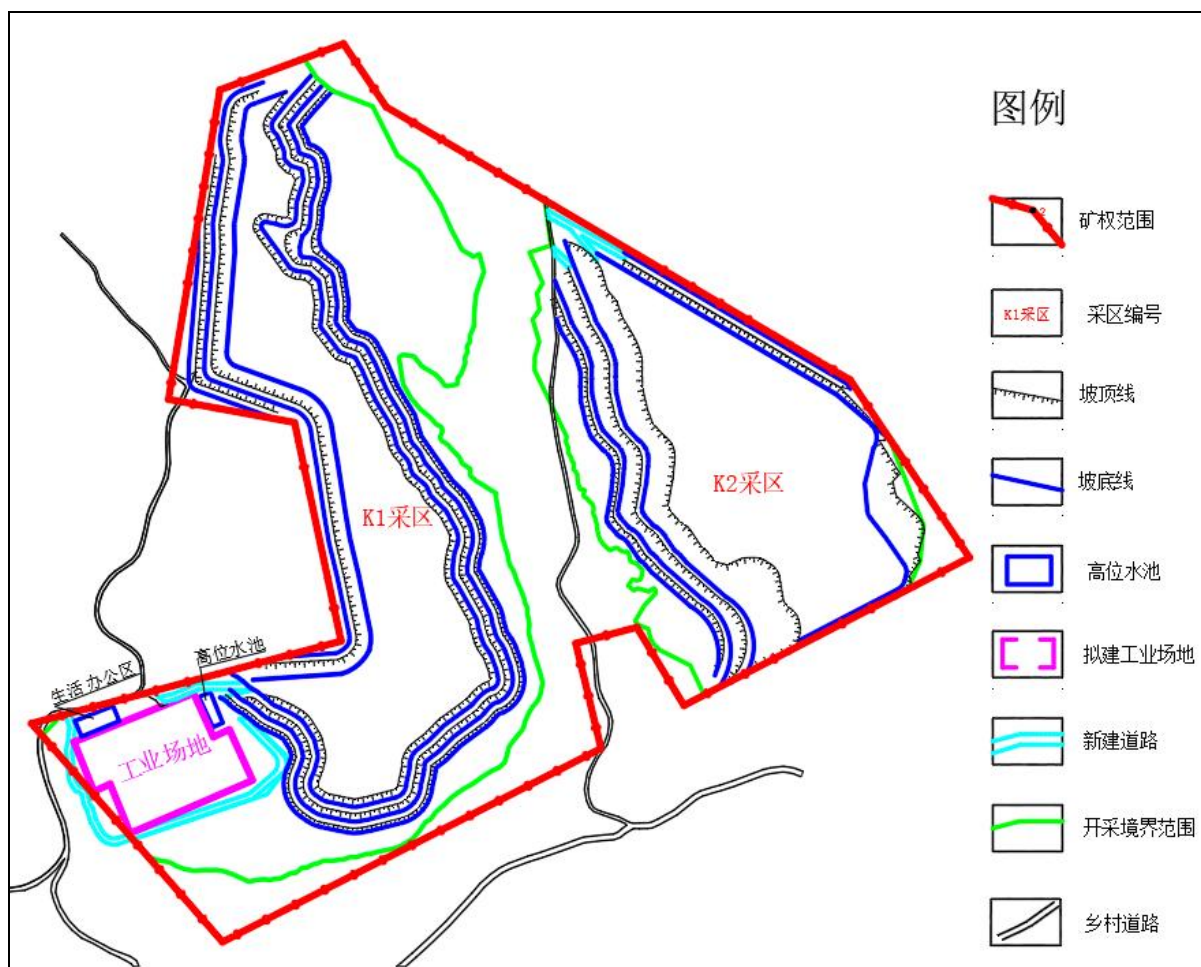 图例
矿权范围
K1采区
采区编号
坡顶线
坡底线
高位水池
拟建工业场地
新建道路
开采境界范围
乡村道路
K1采区
K2采区
高位水池
生活办公区
工业场地
2